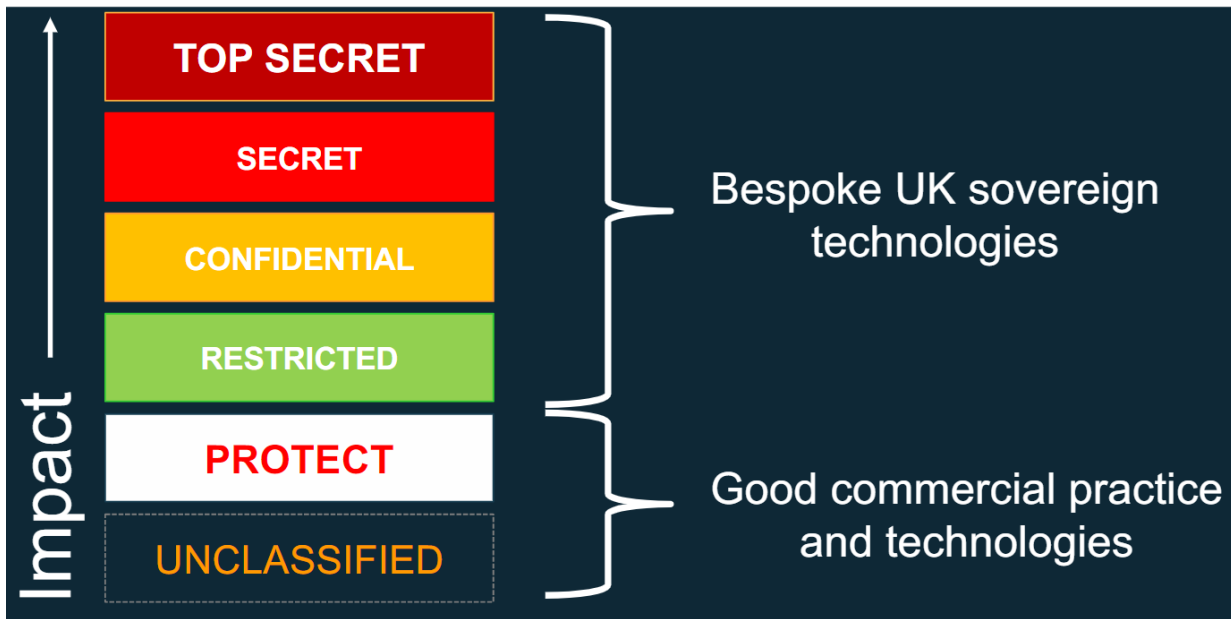 TOP SECRET
SECRET
CONFIDENTIAL
RESTRICTED
PROTECT
UNCLASSIFIED
Impact
Bespoke UK sovereign
technologies
Good commercial practice
and technologies